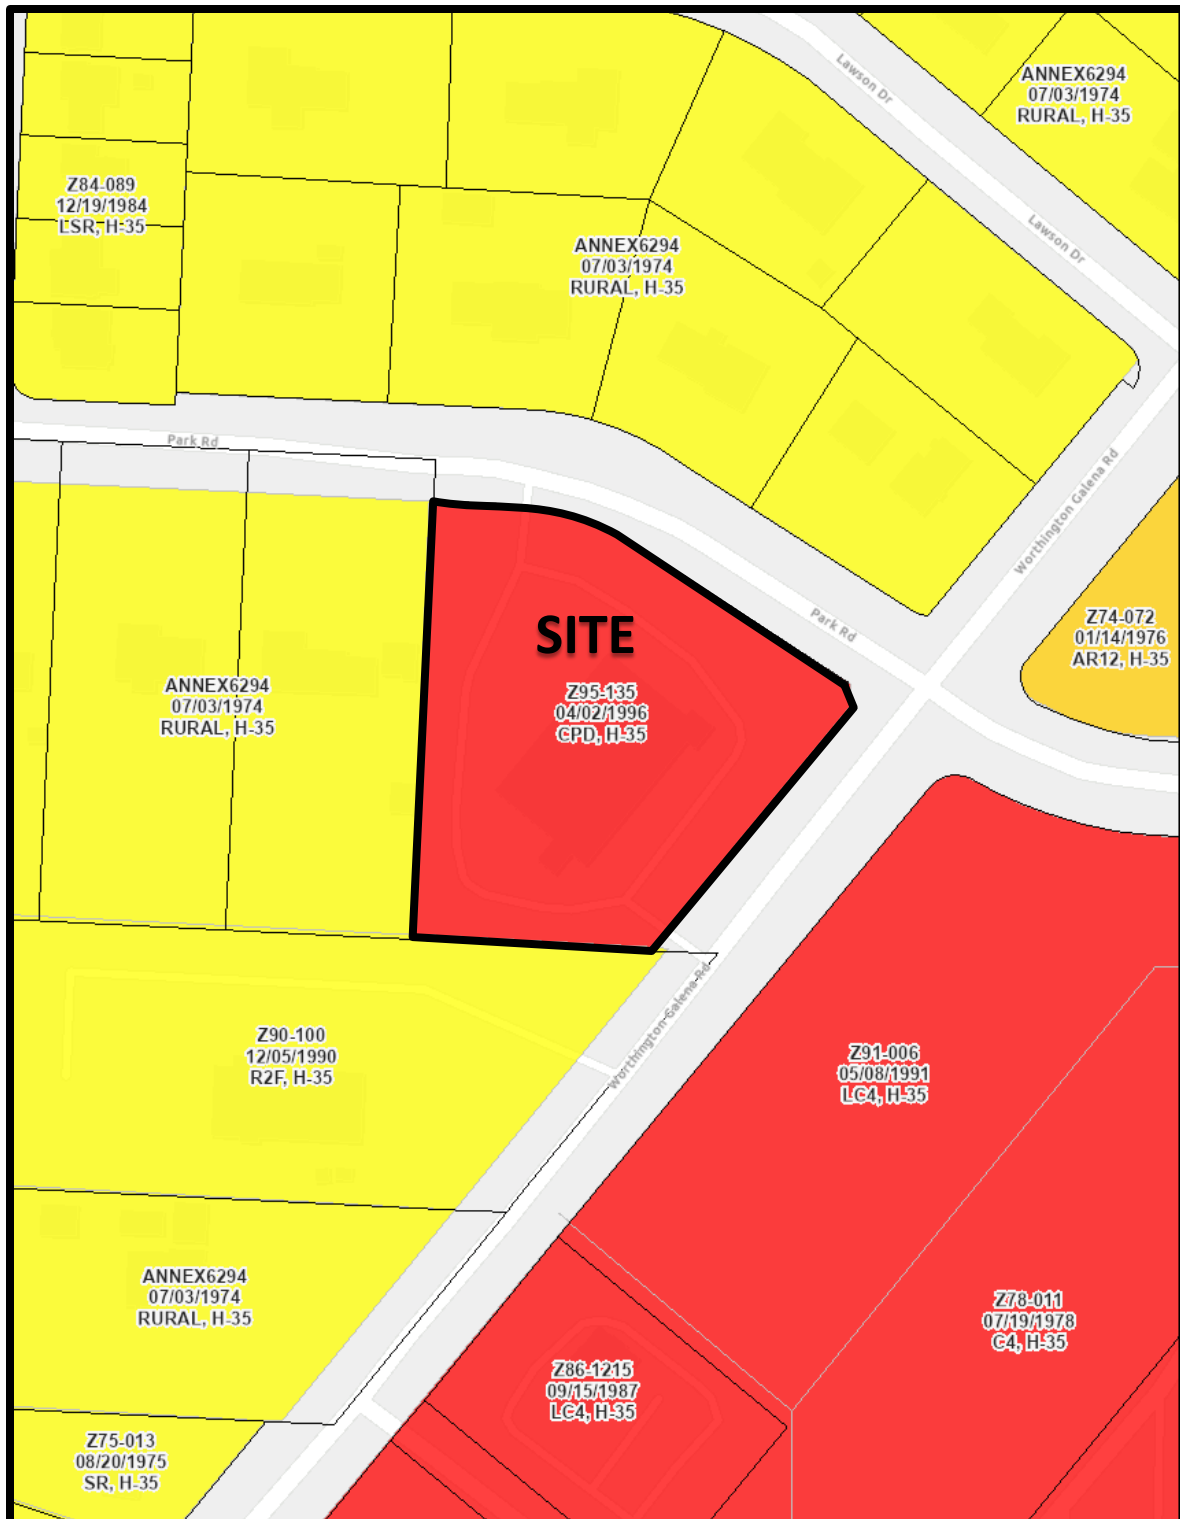 Lawson Dr
ANNEX6294
07/03/1974
RURAL, H-35
Z84-089
12/19/1984
LSR, H-35
Lawson Dr
ANNEX6294
07/03/1974
RURAL, H-35
Park Rd
Worthington Galena Rd
SITE
Park Rd
Z74-072
01/14/1976
AR12, H-35
ANNEX6294
07/03/1974
RURAL, H-35
Z95-135
04/02/1996
CPD, H-35
Worthington Galena Rd
Z90-100
12/05/1990
R2F, H-35
Z91-006
05/08/1991
LC4, H-35
ANNEX6294
07/03/1974
RURAL, H-35
Z78-011
07/19/1978
C4, H-35
Z86-1215
09/15/1987
LC4, H-35
Z75-013
08/20/1975
SR, H-35